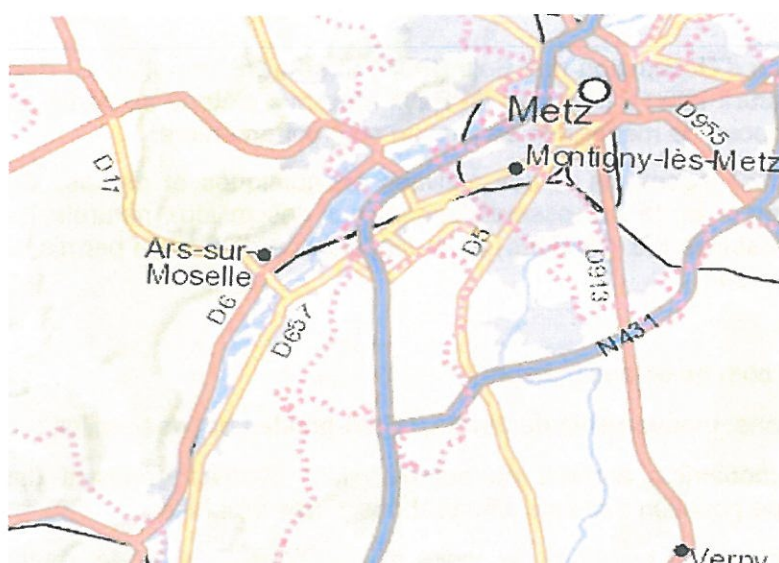 Metz
D955
Montigny-lès-Metz
D11
Ars-sur-
Moselle
D5
D6
D657
D913
N431
Verny